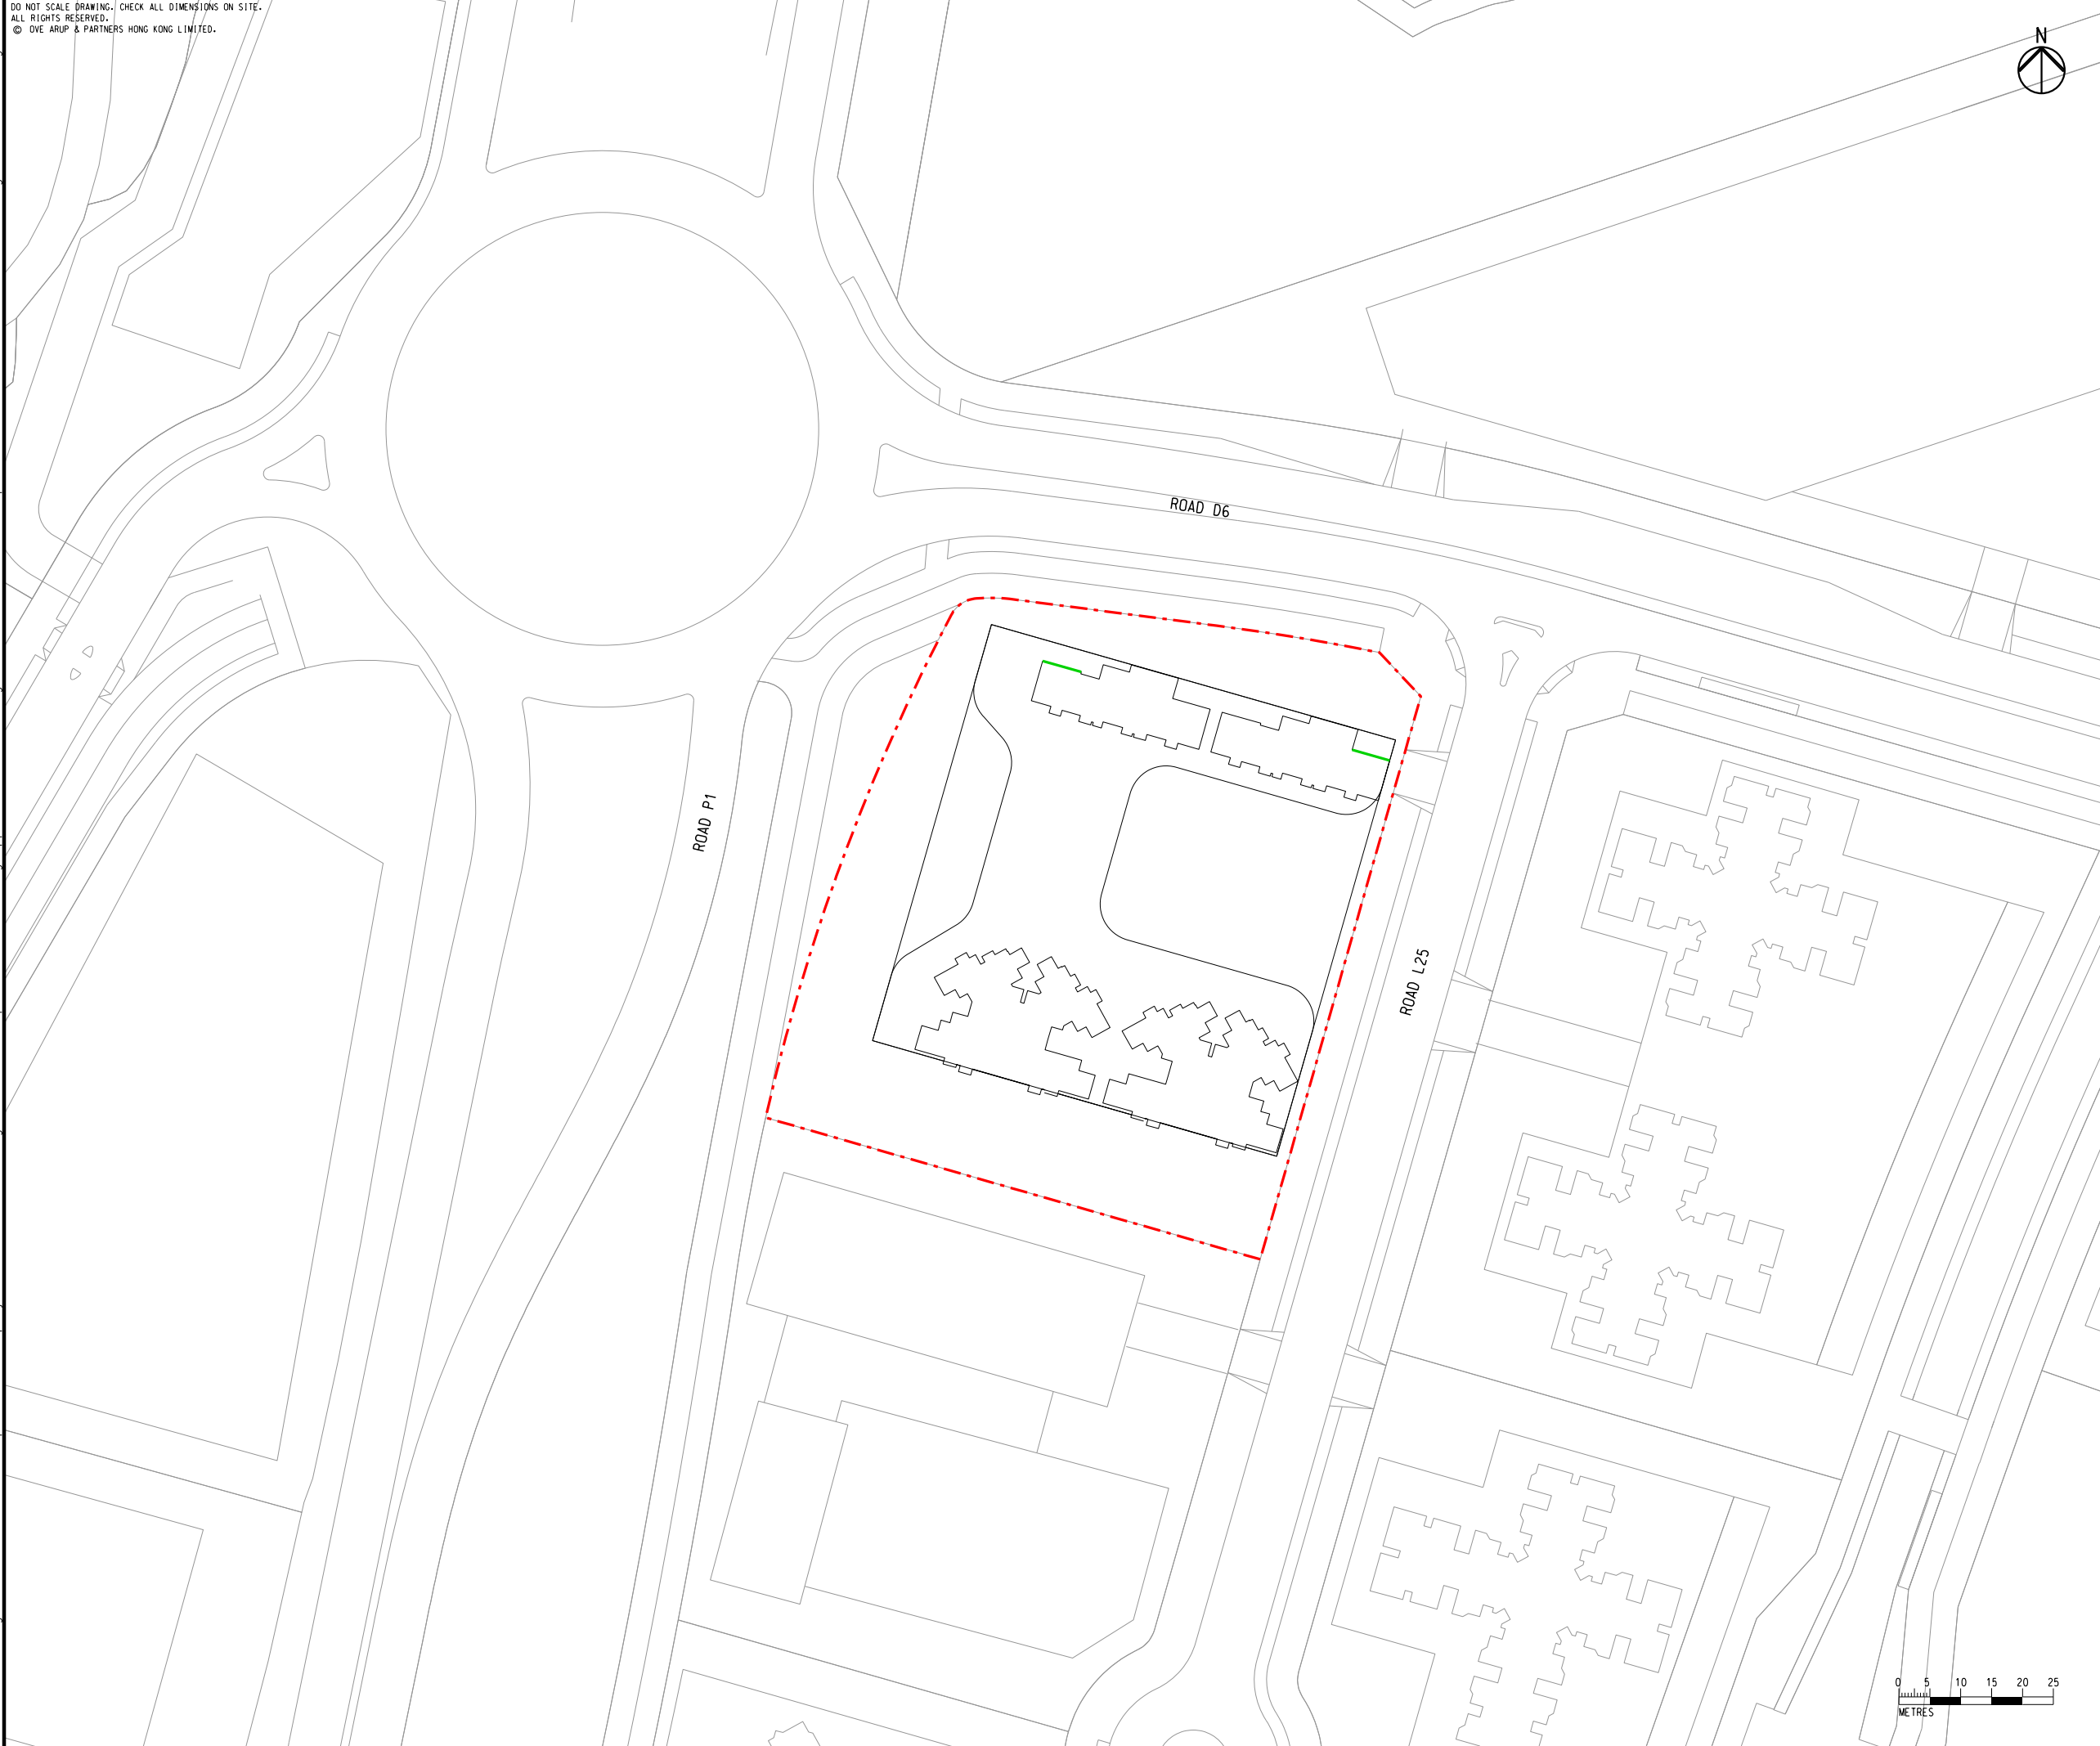 DO NOT SCALE DRAWING. CHECK ALL DIMENSIONS ON SITE.
ALL RIGHTS RESERVED.
© OVE ARUP & PARTNERS HONG KONG LIMITED.
N
ROAD D6
ROAD P1
ROAD L25
0 5 10 15 20 25
METRES